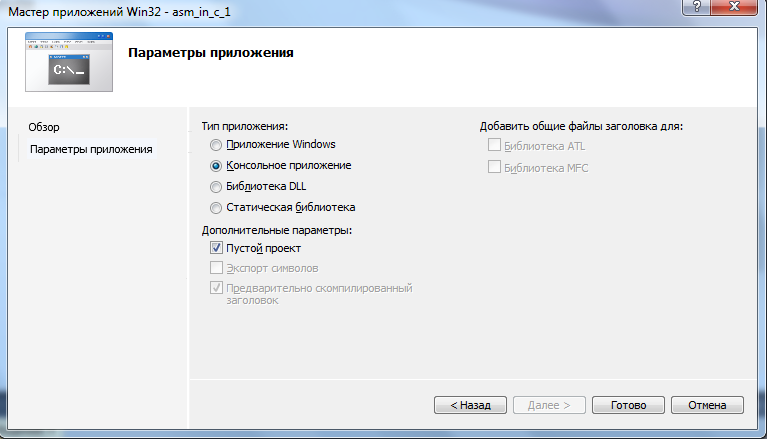 Мастер приложений Win32 - asm_in_c_1
C:\_
Параметры приложения
Обзор
Параметры приложения
Тип приложения:
Приложение Windows
Консольное приложение
Библиотека DLL
Статическая библиотека
Дополнительные параметры:
Пустой проект
Экспорт символов
Предварительно скомпилированный
заголовок
Добавить общие файлы заголовка для:
Библиотека ATL
Библиотека MFC
< Назад
Далее >
Готово
Отмена